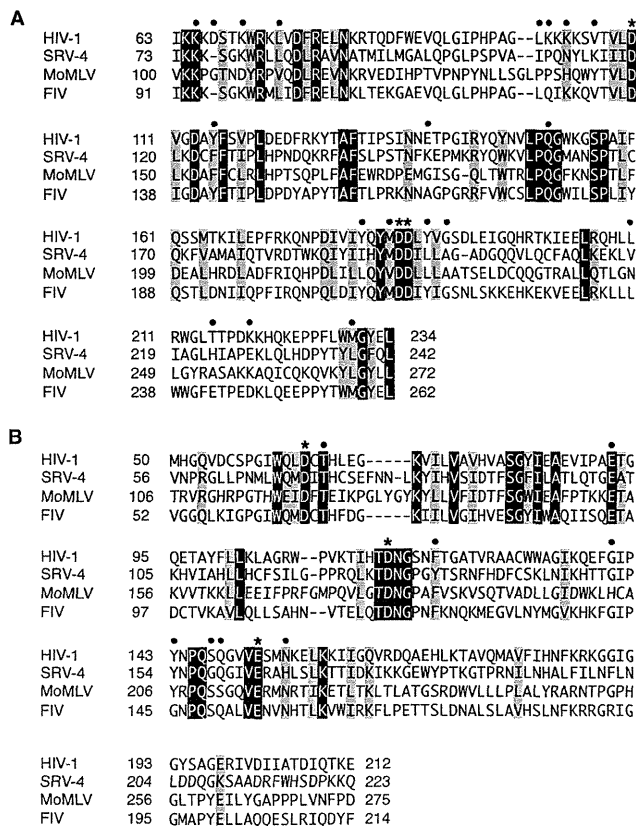 A
HIV-1 63 IKKKDSTKWRKLVDFRELNKRTQDFWEVQLGIPHPAG--LKKKKSVTVLD
SRV-4 73 IKKK-SGKWRLLQDLRAVNATMILMGALQPGLPSPVA--IPQNYLKIIID
MoMLV 100 VKKPGTNDYRPVQDLREVNKRVEDIHPTVPNPYNLLSGLPPSHQWYTVLD
FIV 91 IKKK-SGKWRMLIDFRELNKLTEKGAEVQLGLPHPAG--LQIKKQVTVLD
HIV-1 111 VGDAYFSVPLDEDFRKYTAFTIPSINNETPGIRYQYNVLPQGWKGSPAIF
SRV-4 120 LKDCFFTIPLHPNDQKRFAFSLPSTNFKEPMKRYQWKVLPQGMANSPTLC
MoMLV 150 LKDAFFCLRLHPTSQPLFAFEWRDPEMGISG-QLTWTRLPQGFKNSPTLF
FIV 138 IGDAYFTIPLDPDYAPYTAFTLPRKNNAGPGRRFVWCSLPQGWILSPLIY
HIV-1 161 QSSMTKILEPFRKQNPDIVIYQYMDDLYVGSDLEIGQHRTKIEELRQHLL
SRV-4 170 QKFVAMAIQTVRDTWKQIYIIHYMDDILLAG-ADGQQVLQCFAQLKEKLV
MoMLV 199 DEALHRDLADFRIQHPDLILLQYVDDLLLAATSELDCQQGTRALLQTLGN
FIV 188 QSTLDNIIQPFIRQNPQLDIYQYMDDIYIGSNLSKKEHKEKVEELRKLLL
HIV-1 211 RWGLTTPDKKHQKEPPFLWMGYEL 234
SRV-4 219 IAGLHIAPEKLQLHDPYTYLGFQL 242
MoMLV 249 LGYRASAKKAQICQKQVKYLGYLL 272
FIV 238 WWGFETPEDKLQEEPPYTWMGYEL 262
B
HIV-1 50 MHGQVDCSPGIWQLDCTHLEG-----KVILVAVHVASGYIEAEVIPAETG
SRV-4 56 VNPRGLLPNMLWQMDITHCSEFNN-LKYIHVSIDTFSGFILATLQTGEAT
MoMLV 106 TRVRGHRPGTHWEIDFTEIKPGLYGYKYLLVFIDTFSGWIEAFPTKKETA
FIV 52 VGGQLKIGPGIWQMDCTHFDG-----KIILVGIHVESGYIWAQIISQETA
HIV-1 95 QETAYFLLKLAGRW--PVKTIHTDNGSNFTGATVRAACWWAGIKQEFGIP
SRV-4 105 KHVIAHLLHCFSILG-PPRQLKTDNGPGYTSRNFHDFCSKLNIKHTTGIP
MoMLV 156 KVVTKKLLEEIFPRFGMPQVLGTDNGPAFVSKVSQTVADLLGIDWKLHCA
FIV 97 DCTVKAVLQLLSAHN--VTELQTDNGPNFKNQKMEGVLNYMGVKHKFGIP
HIV-1 143 YNPQSQGVVESMNKELKKIIGQVRDQAEHLKTAVQMAVFIHNFKRKGGIG
SRV-4 154 YNPQGQGIVERAHLSLKTTIDKIKKGEWYPTKGTPRNILNHALFILNFLN
MoMLV 206 YRPQSSGQVERMNRTIKETLTKLTLATGSRDWVLLLPLALYRARNTPGPH
FIV 145 GNPQSQALVENVNHTLKVWIRKFLPETTSLDNALSLAVHSLNFKRRGRIG
HIV-1 193 GYSAGERIVDIIATDIQTKE 212
SRV-4 204 LDDQGKSAADRFWHSDPKKQ 223
MoMLV 256 GLTPYEILYGAPPPLVNFPD 275
FIV 195 GMAPYELLAQQESLRIQDYF 214